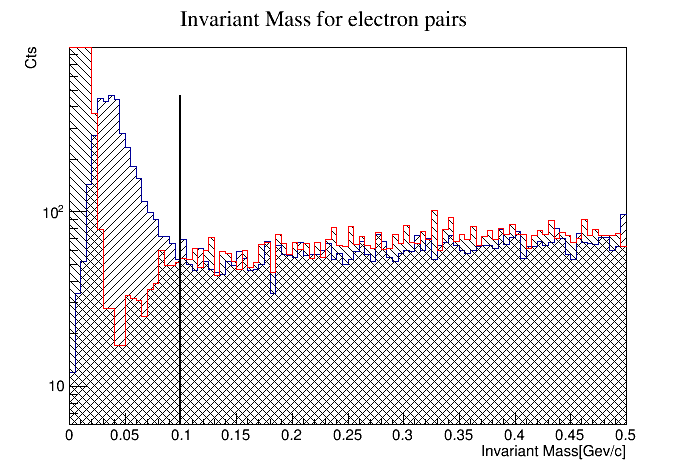 Invariant Mass for electron pairs
Cts
10²
10
0 0.05 0.1 0.15 0.2 0.25 0.3 0.35 0.4 0.45 0.5
Invariant Mass[Gev/c]